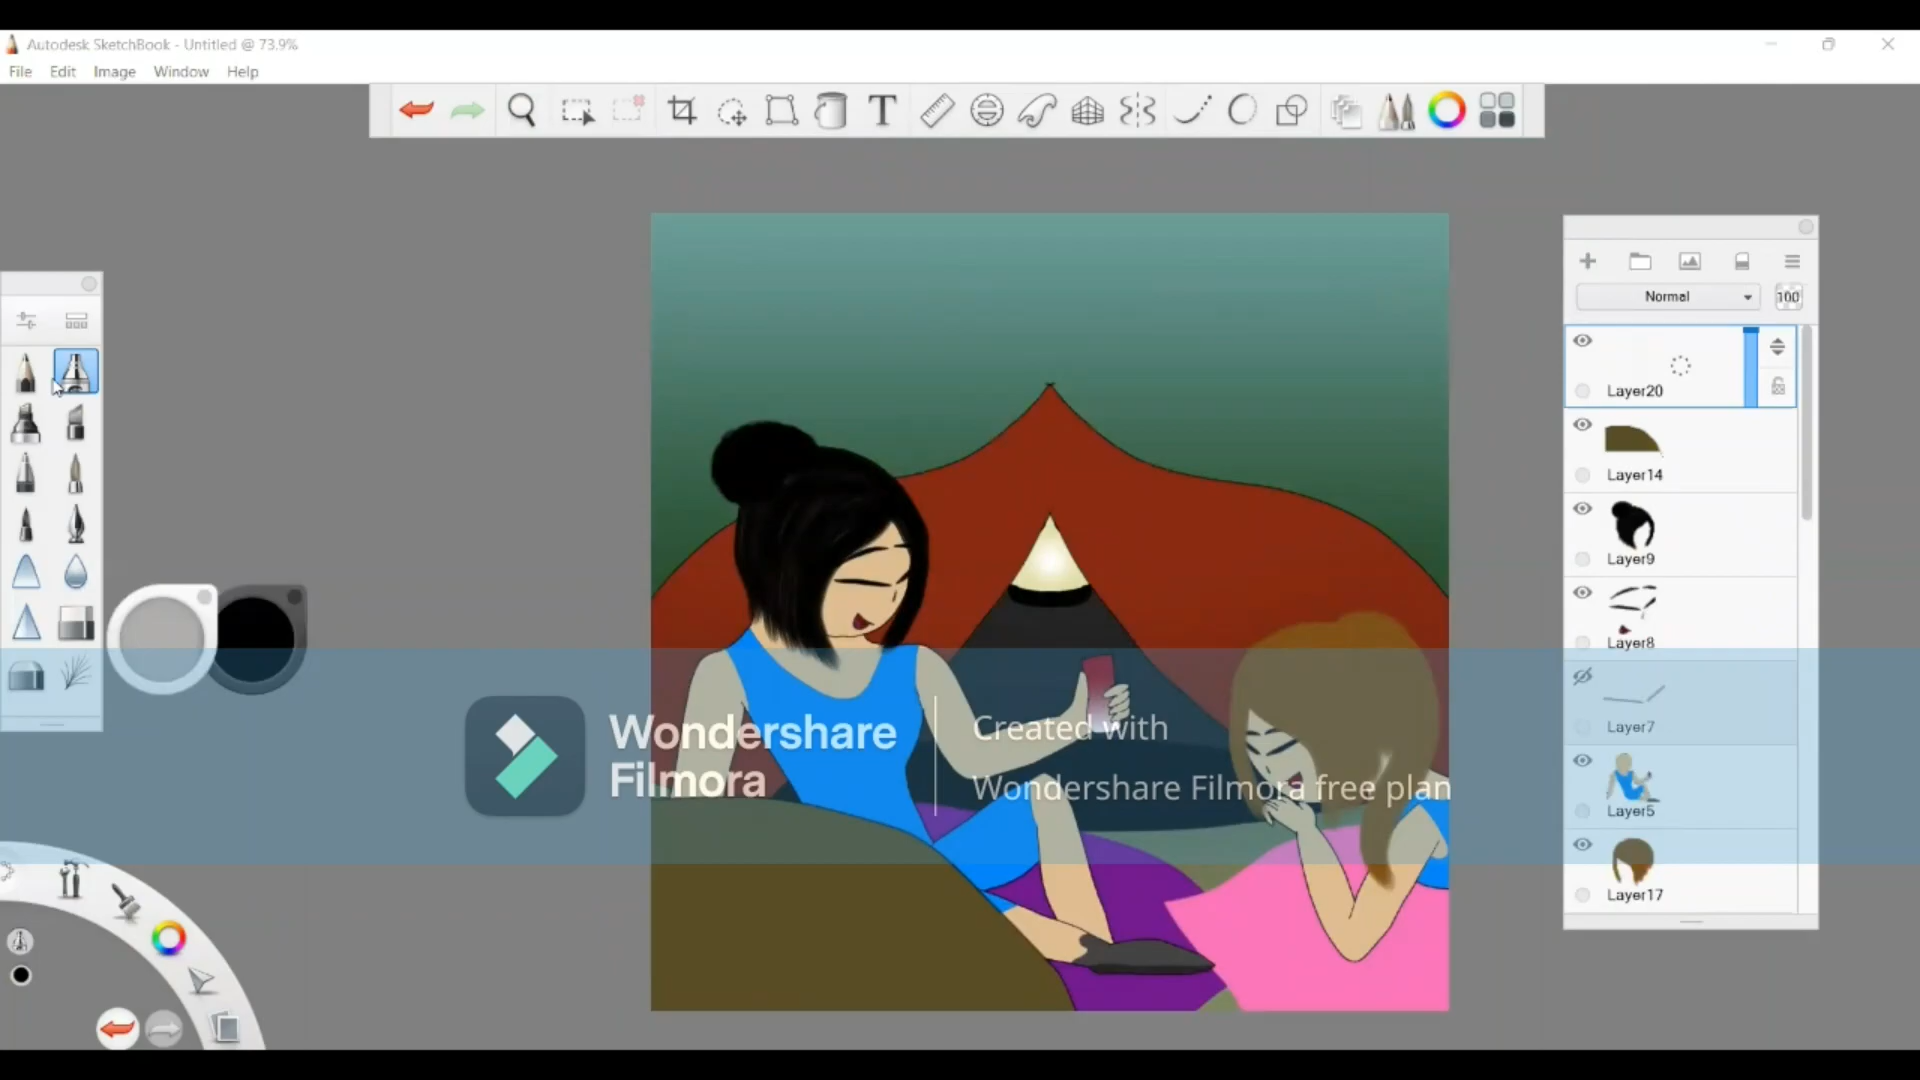 Autodesk SketchBook - Untitled @ 73.9%
File Edit Image Window Help
T
Normal 100
Layer20
Layer14
Layer9
Layer8
Layer7
Layer5
Layer17
Wondershare
Filmora
Created with
Wondershare Filmora free plan